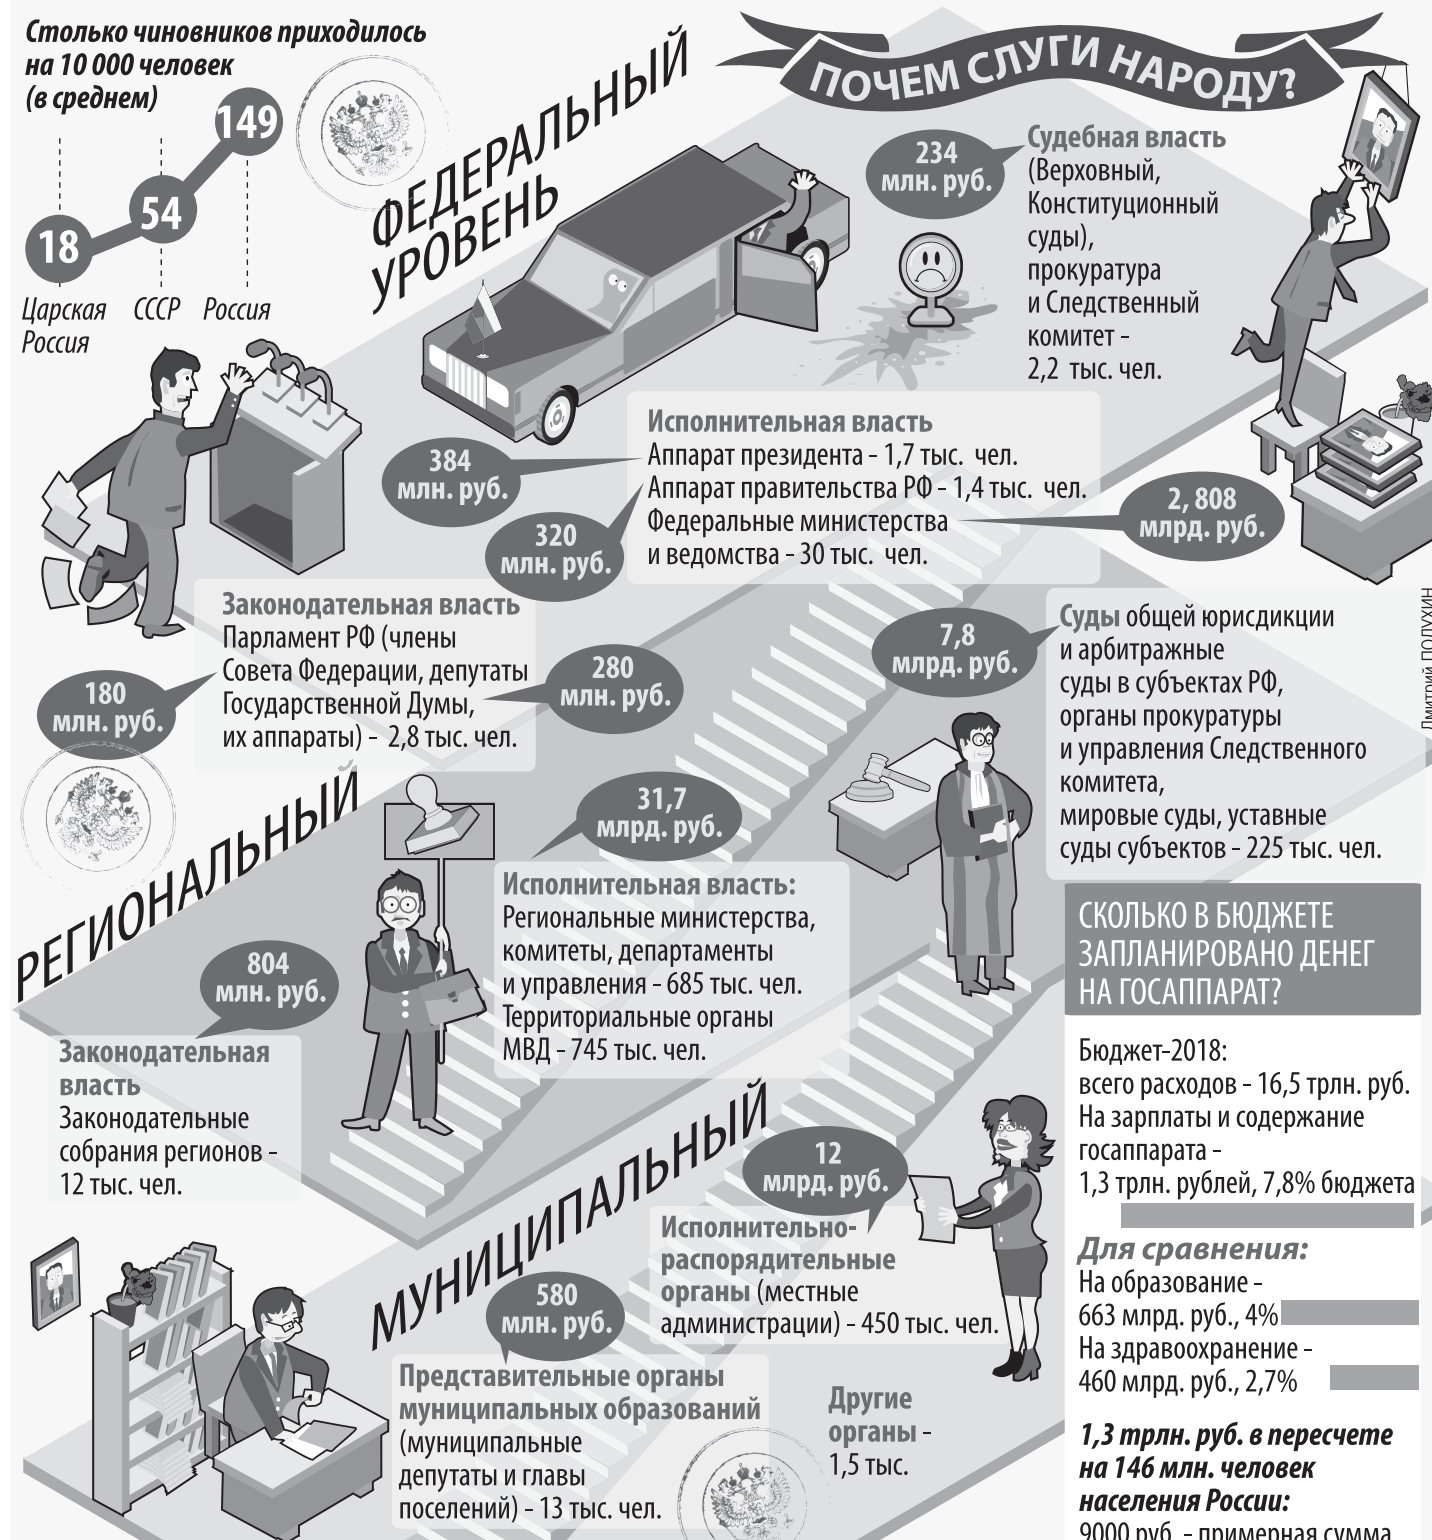 Столько чиновников приходилось
на 10 000 человек
(в среднем)
149
54
18
Царская
Россия
СССР
Россия
ПОЧЕМ СЛУГИ НАРОДУ?
ФЕДЕРАЛЬНЫЙ
УРОВЕНЬ
234
млн. руб.
Судебная власть
(Верховный,
Конституционный
суды),
прокуратура
и Следственный
комитет –
2,2 тыс. чел.
Исполнительная власть
Аппарат президента – 1,7 тыс. чел.
Аппарат правительства РФ – 1,4 тыс. чел.
Федеральные министерства
и ведомства – 30 тыс. чел.
384
млн. руб.
320
млн. руб.
2, 808
млрд. руб.
Законодательная власть
Парламент РФ (члены
Совета Федерации, депутаты
Государственной Думы,
их аппараты) – 2,8 тыс. чел.
180
млн. руб.
280
млн. руб.
7,8
млрд. руб.
Суды общей юрисдикции
и арбитражные
суды в субъектах РФ,
органы прокуратуры
и управления Следственного
комитета,
мировые суды, уставные
суды субъектов – 225 тыс. чел.
Дмитрий ПОЛУХИН
РЕГИОНАЛЬНЫЙ
31,7
млрд. руб.
Исполнительная власть:
Региональные министерства,
комитеты, департаменты
и управления – 685 тыс. чел.
Территориальные органы
МВД – 745 тыс. чел.
804
млн. руб.
Законодательная
власть
Законодательные
собрания регионов –
12 тыс. чел.
МУНИЦИПАЛЬНЫЙ
12
млрд. руб.
Исполнительно-
распорядительные
органы (местные
администрации) – 450 тыс. чел.
580
млн. руб.
Представительные органы
муниципальных образований
(муниципальные
депутаты и главы
поселений) – 13 тыс. чел.
Другие
органы –
1,5 тыс.
СКОЛЬКО В БЮДЖЕТЕ
ЗАПЛАНИРОВАНО ДЕНЕГ
НА ГОСАППАРАТ?
Бюджет-2018:
всего расходов – 16,5 трлн. руб.
На зарплаты и содержание
госаппарата –
1,3 трлн. рублей, 7,8% бюджета
Для сравнения:
На образование –
663 млрд. руб., 4%
На здравоохранение –
460 млрд. руб., 2,7%
1,3 трлн. руб. в пересчете
на 146 млн. человек
населения России:
9000 руб. – примерная сумма